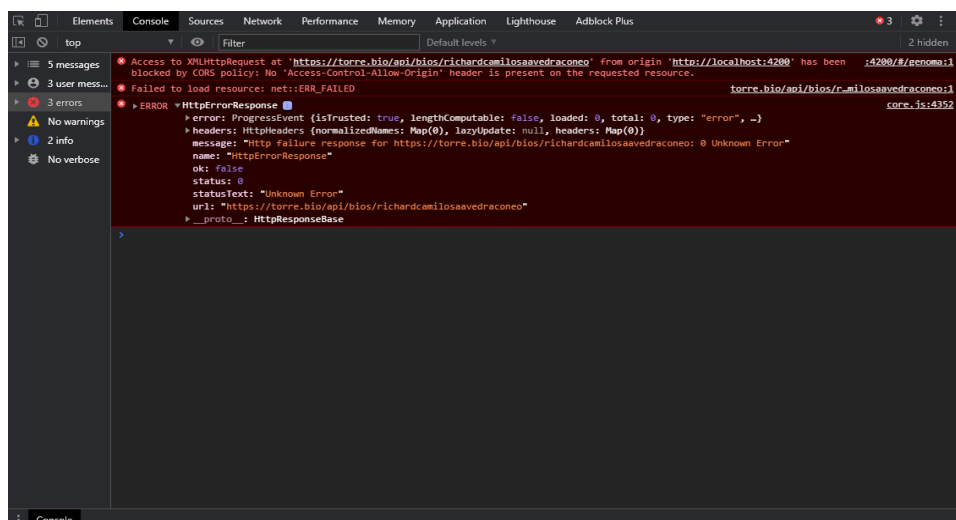 Elements Console Sources Network Performance Memory Application Lighthouse Adblock Plus 3
top Filter Default levels 2 hidden
5 messages
3 user mess...
3 errors
No warnings
2 info
No verbose
Access to XMLHttpRequest at 'https://torre.bio/api/bios/richardcamilosaavedraconeo' from origin 'http://localhost:4200' has been :4200/#/genoma:1
blocked by CORS policy: No 'Access-Control-Allow-Origin' header is present on the requested resource.
Failed to load resource: net::ERR_FAILED torre.bio/api/bios/r…milosaavedraconeo:1
ERROR HttpErrorResponse core.js:4352
error: ProgressEvent {isTrusted: true, lengthComputable: false, loaded: 0, total: 0, type: "error", …}
headers: HttpHeaders {normalizedNames: Map(0), lazyUpdate: null, headers: Map(0)}
message: "Http failure response for https://torre.bio/api/bios/richardcamilosaavedraconeo: 0 Unknown Error"
name: "HttpErrorResponse"
ok: false
status: 0
statusText: "Unknown Error"
url: "https://torre.bio/api/bios/richardcamilosaavedraconeo"
__proto__: HttpResponseBase
Console